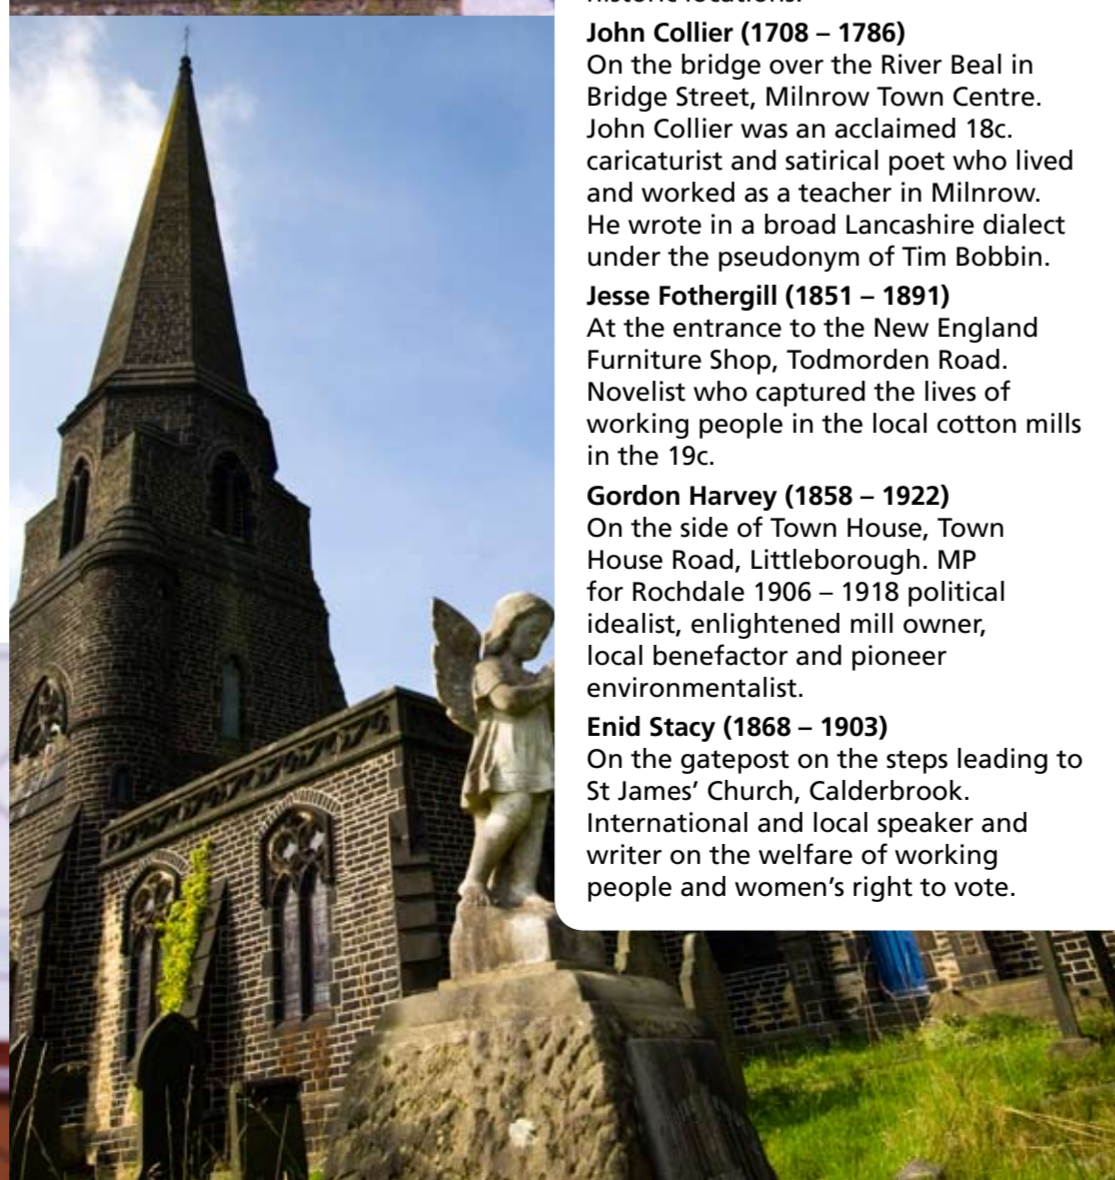 historic locations.
John Collier (1708 – 1786)
On the bridge over the River Beal in
Bridge Street, Milnrow Town Centre.
John Collier was an acclaimed 18c.
caricaturist and satirical poet who lived
and worked as a teacher in Milnrow.
He wrote in a broad Lancashire dialect
under the pseudonym of Tim Bobbin.
Jesse Fothergill (1851 – 1891)
At the entrance to the New England
Furniture Shop, Todmorden Road.
Novelist who captured the lives of
working people in the local cotton mills
in the 19c.
Gordon Harvey (1858 – 1922)
On the side of Town House, Town
House Road, Littleborough. MP
for Rochdale 1906 – 1918 political
idealist, enlightened mill owner,
local benefactor and pioneer
environmentalist.
Enid Stacy (1868 – 1903)
On the gatepost on the steps leading to
St James’ Church, Calderbrook.
International and local speaker and
writer on the welfare of working
people and women’s right to vote.